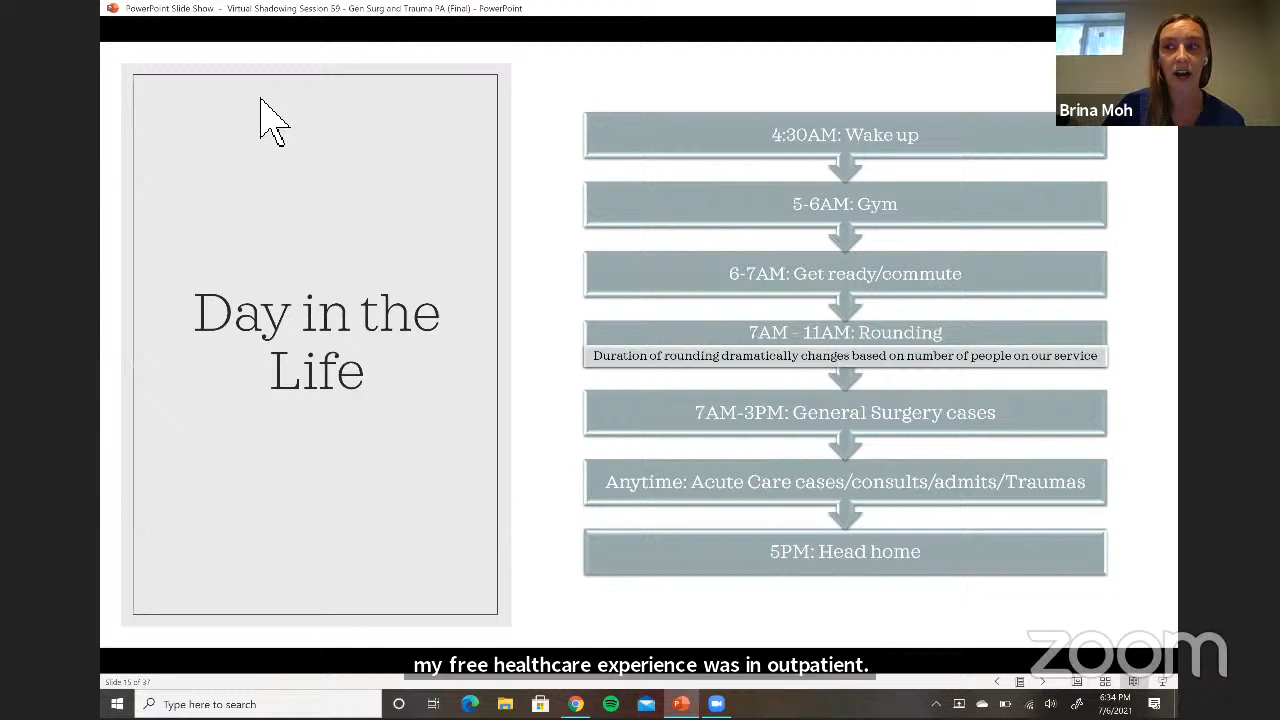 PowerPoint Slide Show - Virtual Shadowing Session 59 - Gen Surg and Trauma PA (Final) - PowerPoint
Brina Moh
Day in the
Life
4:30AM: Wake up
5-6AM: Gym
6-7AM: Get ready/commute
7AM – 11AM: Rounding
Duration of rounding dramatically changes based on number of people on our service
7AM-3PM: General Surgery cases
Anytime: Acute Care cases/consults/admits/Traumas
5PM: Head home
zoom
my free healthcare experience was in outpatient.
Slide 15 of 37
Type here to search
6:34 PM
7/6/2021